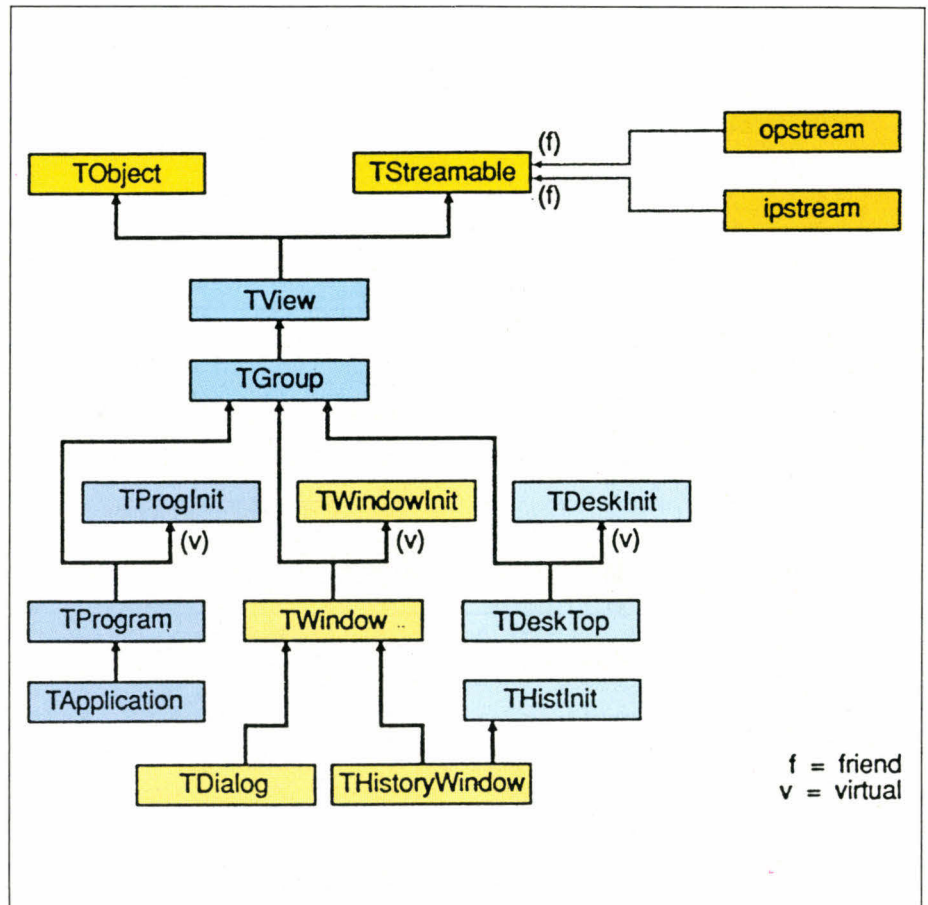 opstream
(f)
TObject
TStreamable
(f)
ipstream
TView
TGroup
TProgInit
TWindowInit
TDeskInit
(v)
(v)
(v)
TProgram
TWindow
TDeskTop
TApplication
THistInit
TDialog
THistoryWindow
f = friend
v = virtual